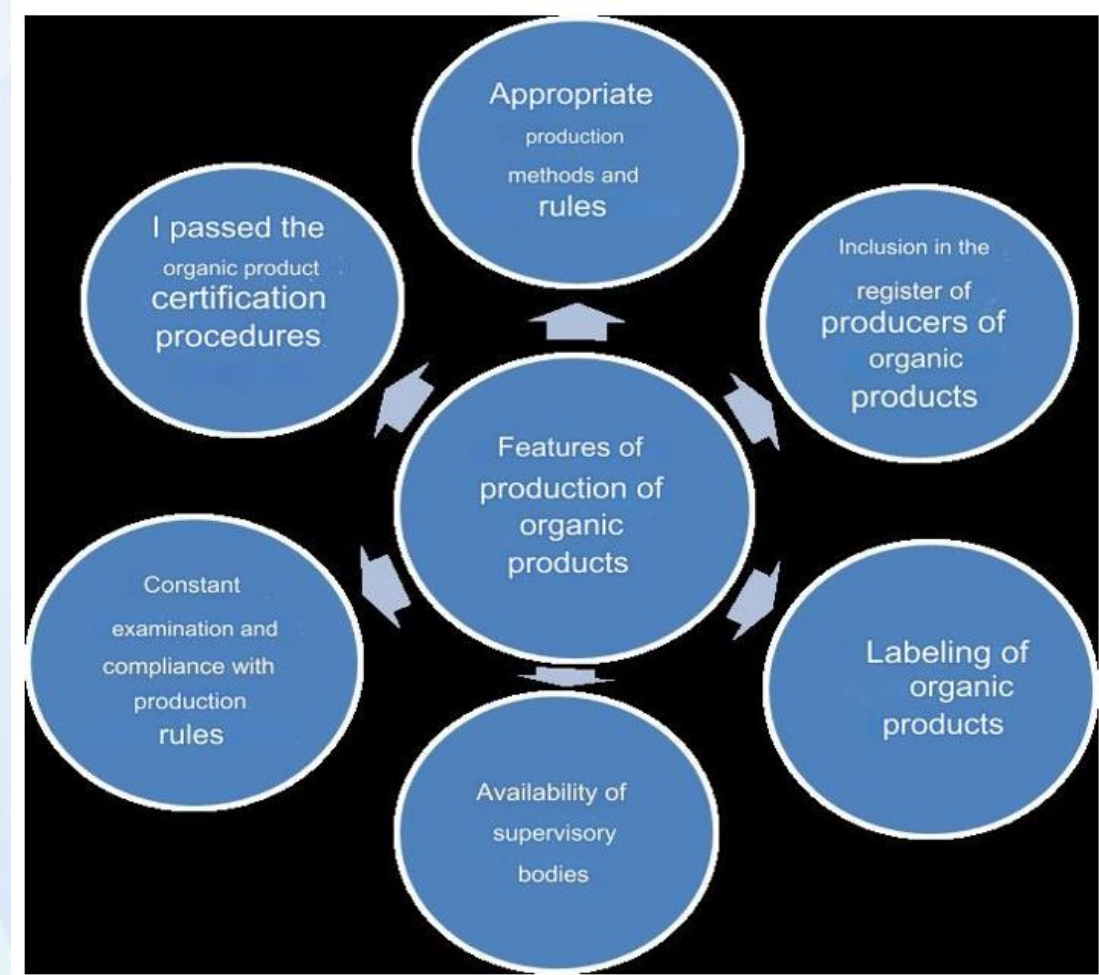 Appropriate
production
methods and
rules
I passed the
organic product
certification
procedures
Inclusion in the
register of
producers of
organic
products
Features of
production of
organic
products
Constant
examination and
compliance with
production
rules
Labeling of
organic
products
Availability of
supervisory
bodies